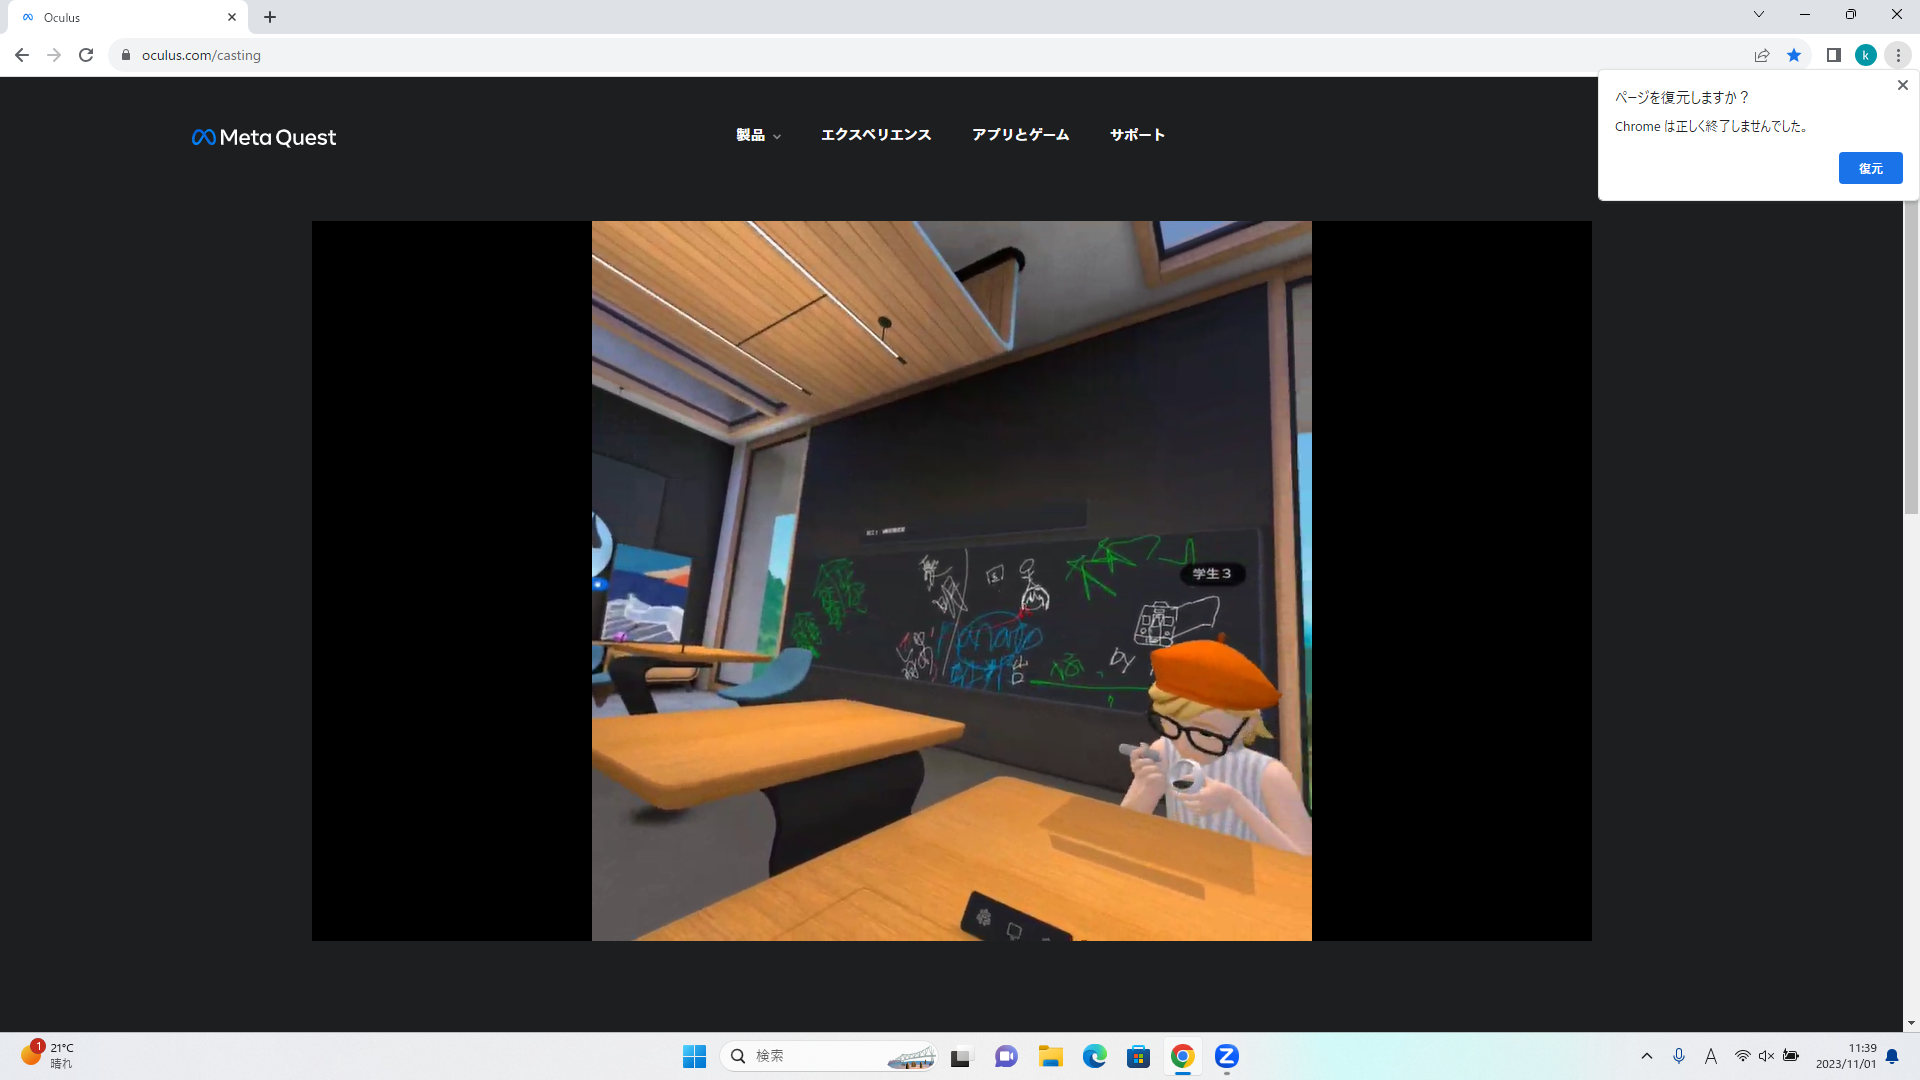 Oculus
oculus.com/casting
k
ページを復元しますか？
Chrome は正しく終了しませんでした。
復元
Meta Quest
製品
エクスペリエンス
アプリとゲーム
サポート
学生 3
by
1
21°C
晴れ
検索
A
11:39
2023/11/01